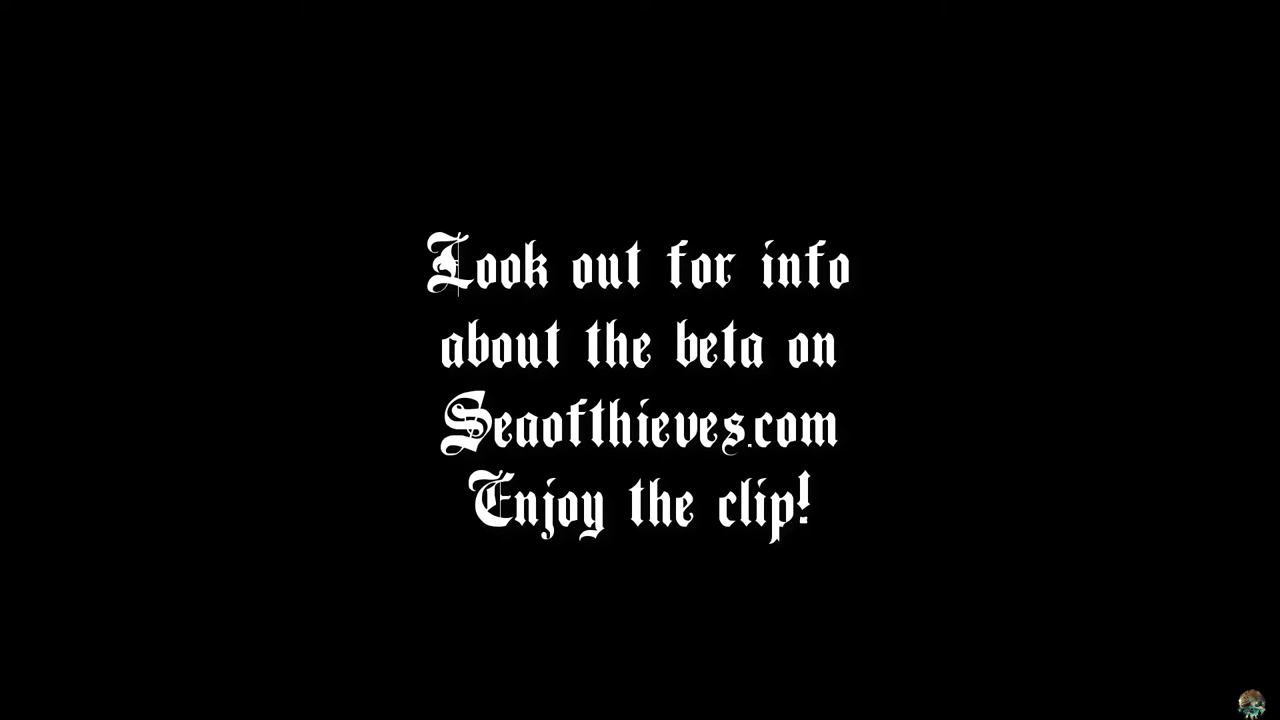 Look out for info
about the beta on
Seaofthieves.com
Enjoy the clip!